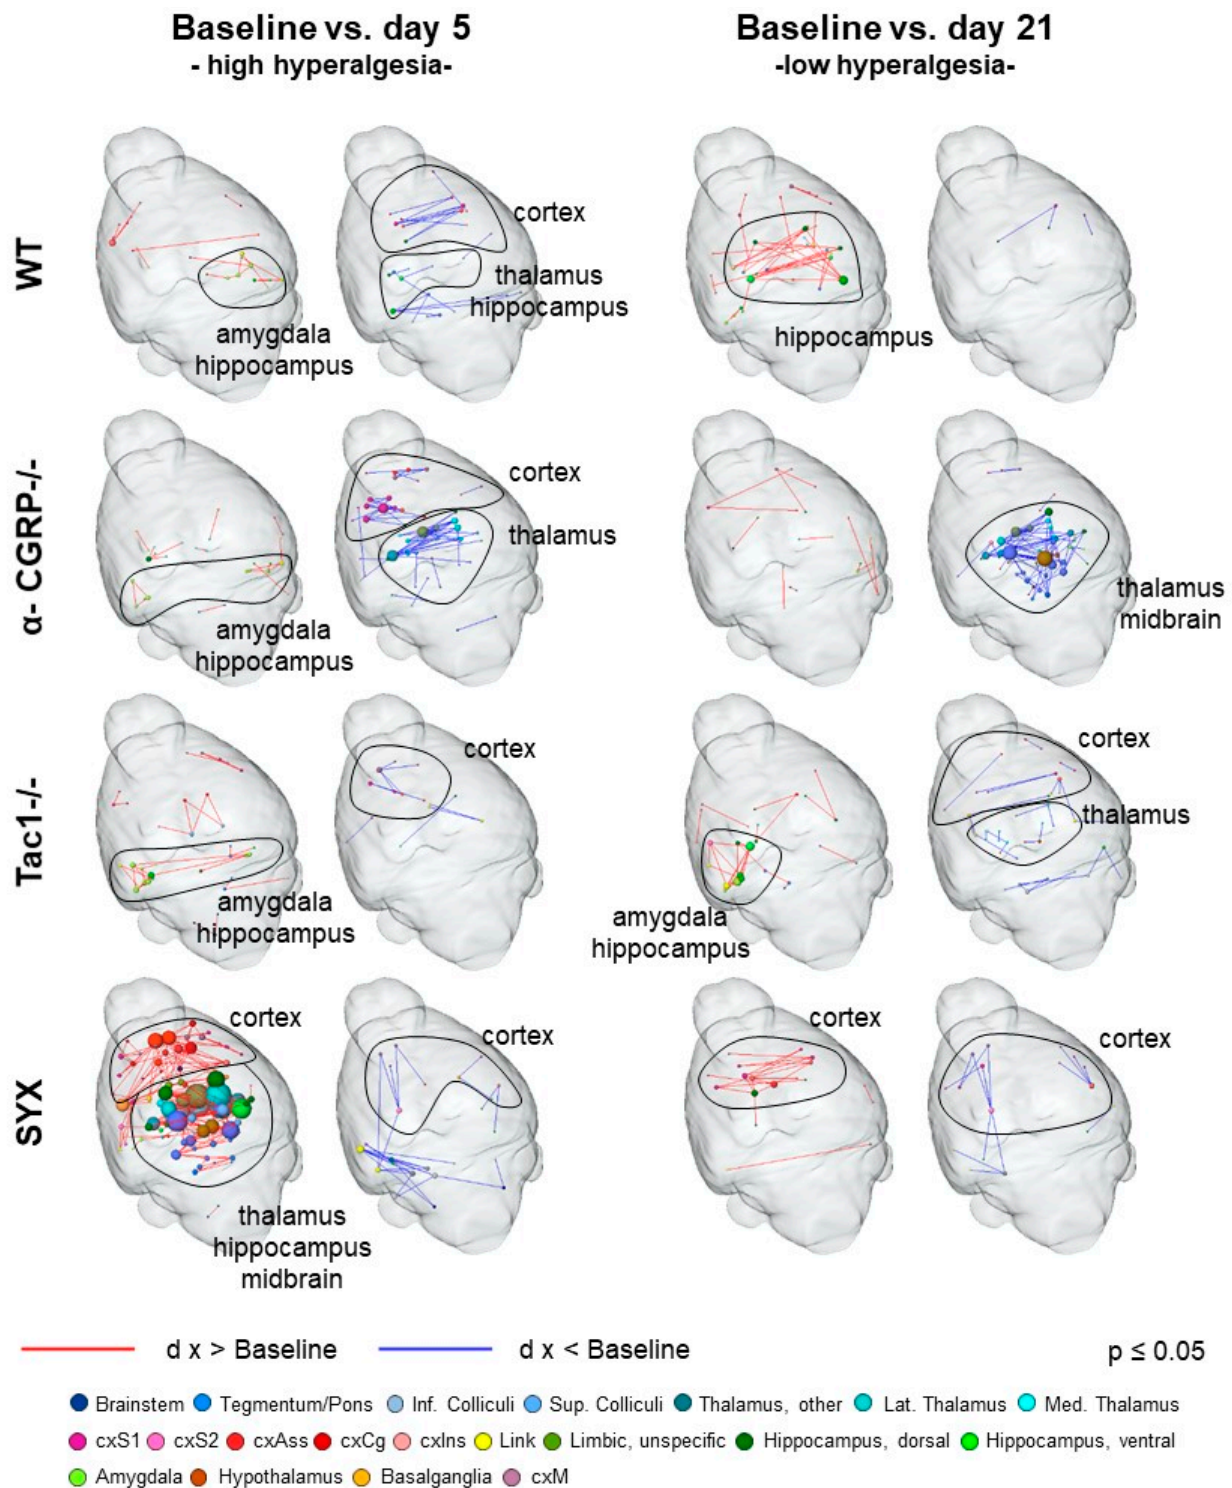 Baseline vs. day 5
- high hyperalgesia-
Baseline vs. day 21
-low hyperalgesia-
WT
amygdala
hippocampus
cortex
thalamus
hippocampus
hippocampus
α- CGRP-/-
amygdala
hippocampus
cortex
thalamus
thalamus
midbrain
Tac1-/-
amygdala
hippocampus
cortex
amygdala
hippocampus
cortex
thalamus
SYX
cortex
thalamus
hippocampus
midbrain
cortex
cortex
cortex
d x > Baseline
d x < Baseline
p ≤ 0.05
Brainstem Tegmentum/Pons Inf. Colliculi Sup. Colliculi Thalamus, other Lat. Thalamus Med. Thalamus
cxS1 cxS2 cxAss cxCg cxIns Link Limbic, unspecific Hippocampus, dorsal Hippocampus, ventral
Amygdala Hypothalamus Basalganglia cxM